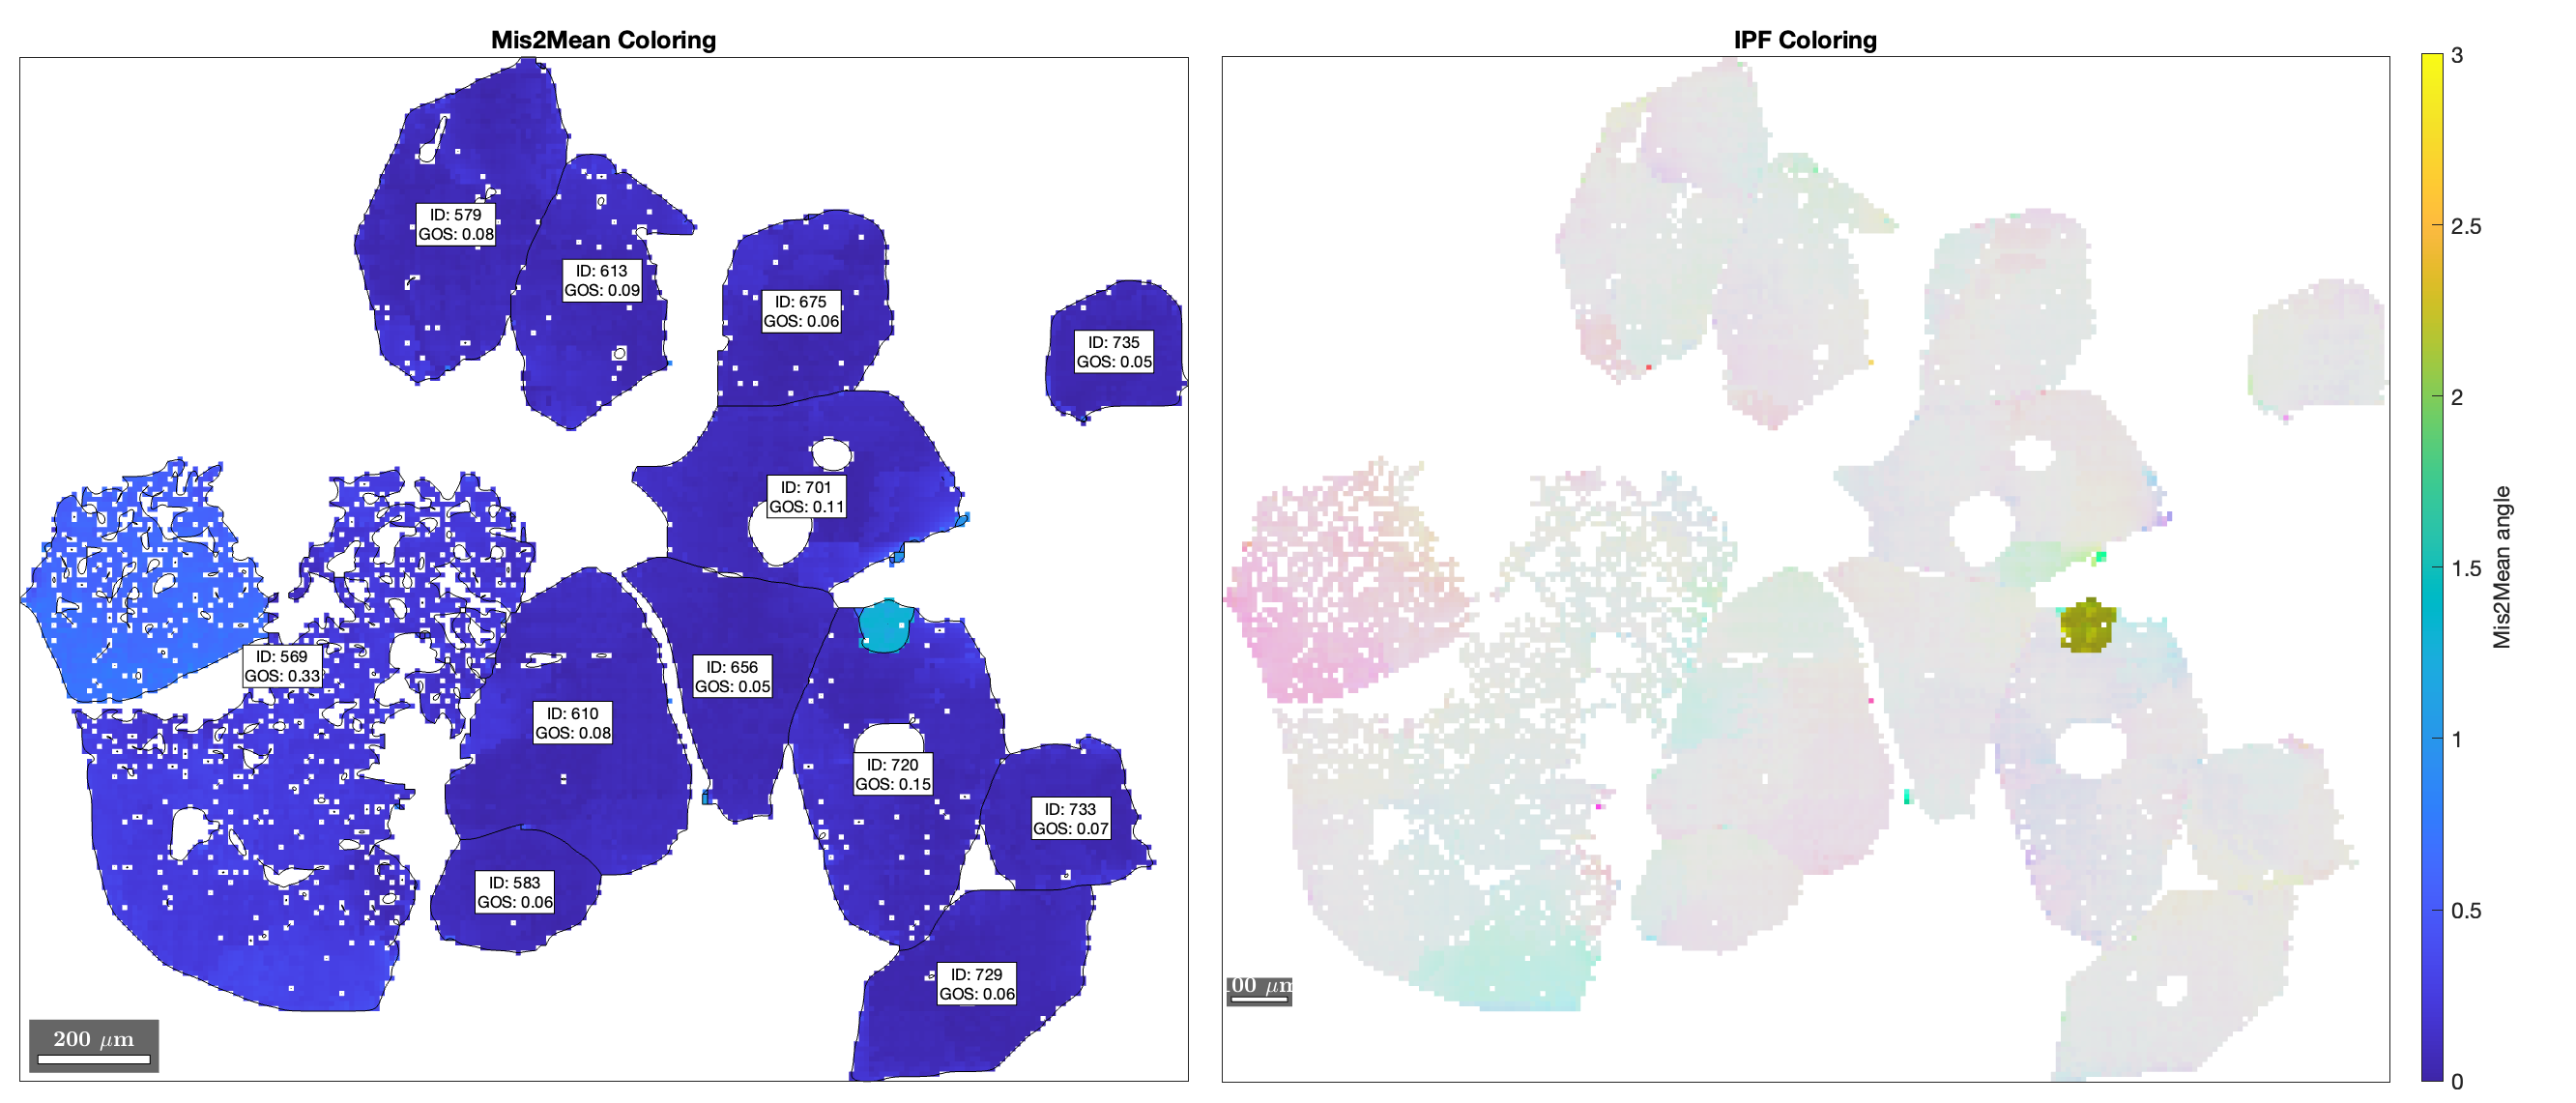 Mis2Mean Coloring
ID: 579
GOS: 0.08
ID: 613
GOS: 0.09
ID: 675
GOS: 0.06
ID: 735
GOS: 0.05
ID: 701
GOS: 0.11
ID: 569
GOS: 0.33
ID: 656
GOS: 0.05
ID: 610
GOS: 0.08
ID: 720
GOS: 0.15
ID: 733
GOS: 0.07
ID: 583
GOS: 0.06
ID: 729
GOS: 0.06
200 μm
IPF Coloring
00 μm
3
2.5
2
1.5
1
0.5
0
Mis2Mean angle